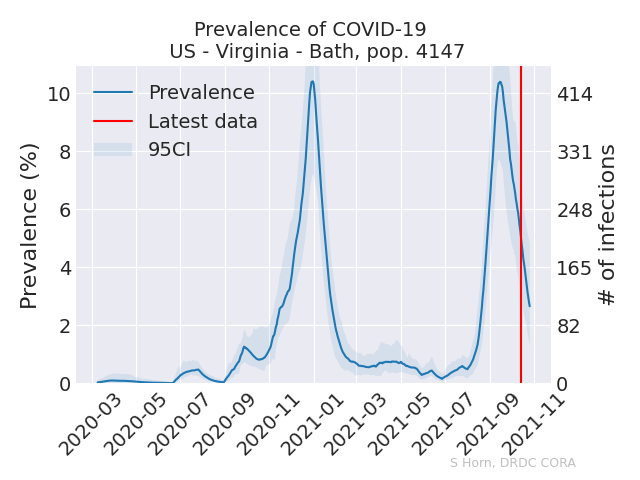 Prevalence of COVID-19
US - Virginia - Bath, pop. 4147
Prevalence
Latest data
95CI
Prevalence (%)
10
8
6
4
2
0
414
331
248
165
82
0
# of infections
2020-03
2020-05
2020-07
2020-09
2020-11
2021-01
2021-03
2021-05
2021-07
2021-09
2021-11
S Horn, DRDC CORA